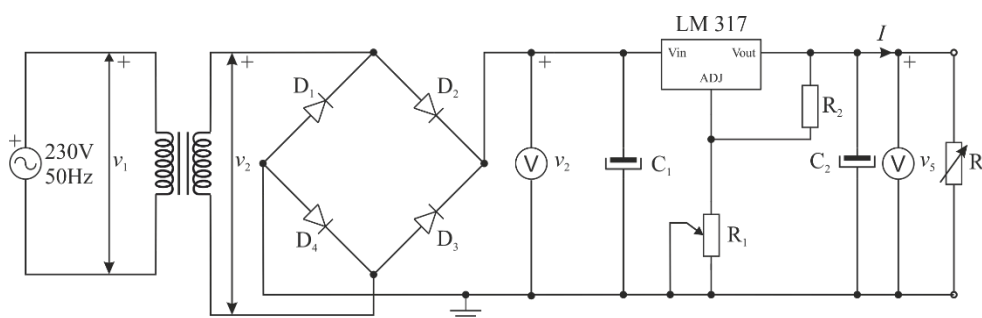 LM 317
I
Vin
Vout
ADJ
R₂
D₁
D₂
230V
50Hz
v₁
v₂
v₂
C₁
C₂
v₅
R
V
V
D₄
D₃
R₁
+
+
+
+
+